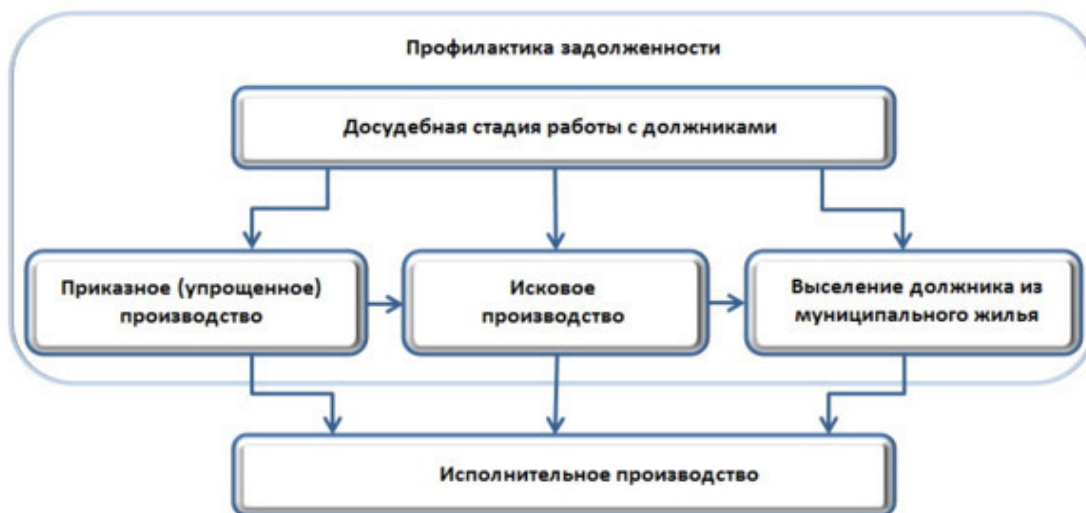 Профилактика задолженности
Досудебная стадия работы с должниками
Приказное (упрощенное)
производство
Исковое
производство
Выселение должника из
муниципального жилья
Исполнительное производство